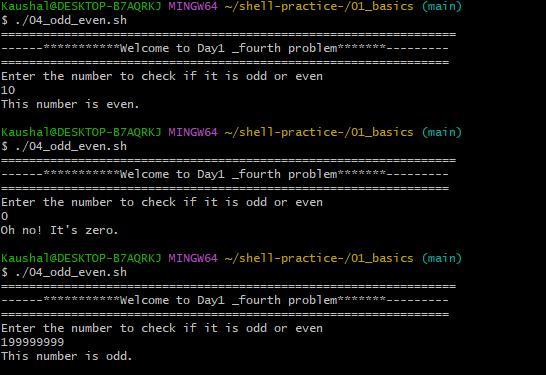 Kaushal@DESKTOP-B7AQRKJ MINGW64 ~/shell-practice-/01_basics (main)
$ ./04_odd_even.sh
=================================================================
------***********Welcome to Day1 _fourth problem*******---------
================================================================
Enter the number to check if it is odd or even
10
This number is even.
Kaushal@DESKTOP-B7AQRKJ MINGW64 ~/shell-practice-/01_basics (main)
$ ./04_odd_even.sh
=================================================================
------***********Welcome to Day1 _fourth problem*******---------
================================================================
Enter the number to check if it is odd or even
0
Oh no! It's zero.
Kaushal@DESKTOP-B7AQRKJ MINGW64 ~/shell-practice-/01_basics (main)
$ ./04_odd_even.sh
=================================================================
------***********Welcome to Day1 _fourth problem*******---------
================================================================
Enter the number to check if it is odd or even
199999999
This number is odd.